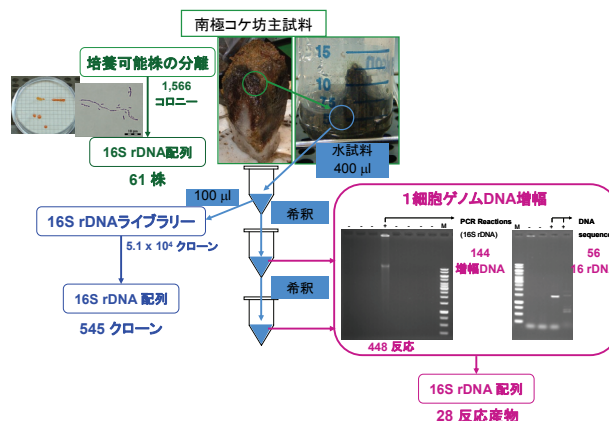 南極コケ坊主試料
培養可能株の分離
1,566
コロニー
16S rDNA配列
61 株
15
10
7.5
5
水試料
400 µl
100 µl
16S rDNAライブラリー
5.1 x 10⁴ クローン
16S rDNA 配列
545 クローン
希釈
希釈
1細胞ゲノムDNA増幅
- - - - + - - - - M
PCR Reactions
(16S rDNA)
144
増幅DNA
448 反応
M - - + +
DNA
sequence
56
16 rDNA
16S rDNA 配列
28 反応産物